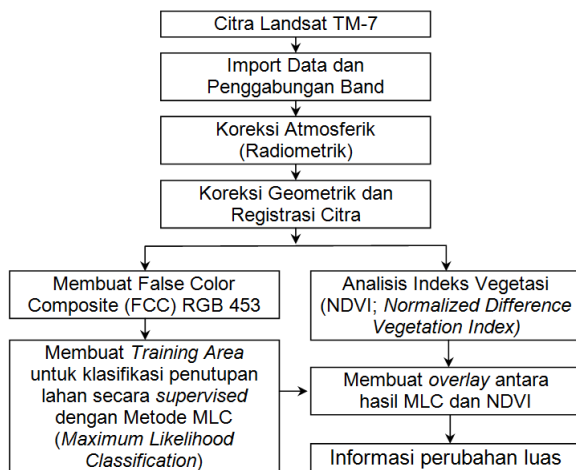 Citra Landsat TM-7
Import Data dan
Penggabungan Band
Koreksi Atmosferik
(Radiometrik)
Koreksi Geometrik dan
Registrasi Citra
Membuat False Color
Composite (FCC) RGB 453
Analisis Indeks Vegetasi
(NDVI; Normalized Difference
Vegetation Index)
Membuat Training Area
untuk klasifikasi penutupan
lahan secara supervised
dengan Metode MLC
(Maximum Likelihood
Classification)
Membuat overlay antara
hasil MLC dan NDVI
Informasi perubahan luas